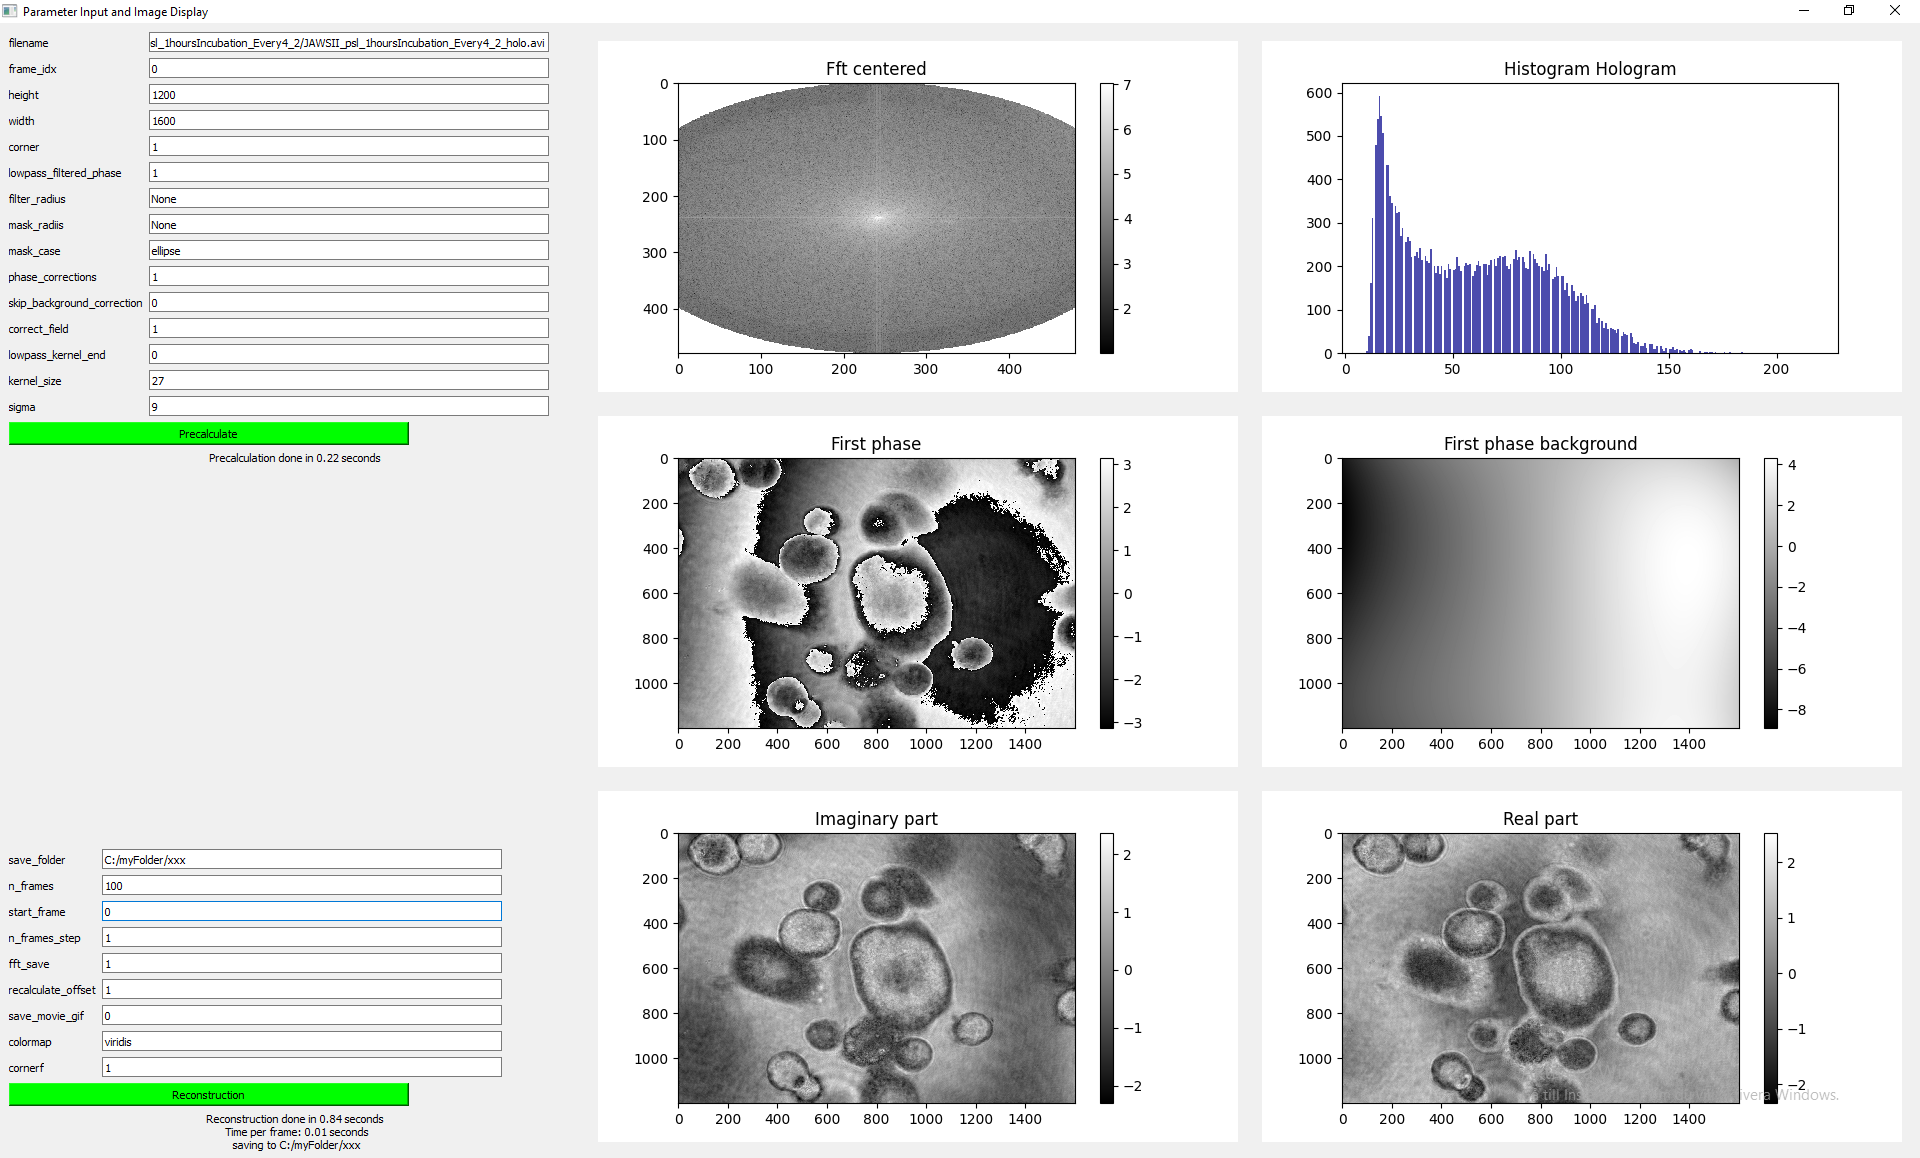 Parameter Input and Image Display
filename sl_1hoursIncubation_Every4_2/JAWSII_psl_1hoursIncubation_Every4_2_holo.avi
frame_idx 0
height 1200
width 1600
corner 1
lowpass_filtered_phase 1
filter_radius None
mask_radiis None
mask_case ellipse
phase_corrections 1
skip_background_correction 0
correct_field 1
lowpass_kernel_end 0
kernel_size 27
sigma 9
Precalculate
Precalculation done in 0.22 seconds
save_folder C:/myFolder/xxx
n_frames 100
start_frame 0
n_frames_step 1
fft_save 1
recalculate_offset 1
save_movie_gif 0
colormap viridis
cornerf 1
Reconstruction
Reconstruction done in 0.84 seconds
Time per frame: 0.01 seconds
saving to C:/myFolder/xxx
Fft centered
0
100
200
300
400
0 100 200 300 400
7
6
5
4
3
2
Histogram Hologram
600
500
400
300
200
100
0
0 50 100 150 200
First phase
0
200
400
600
800
1000
0 200 400 600 800 1000 1200 1400
3
2
1
0
−1
−2
−3
First phase background
0
200
400
600
800
1000
0 200 400 600 800 1000 1200 1400
4
2
0
−2
−4
−6
−8
Imaginary part
0
200
400
600
800
1000
0 200 400 600 800 1000 1200 1400
2
1
0
−1
−2
Real part
0
200
400
600
800
1000
0 200 400 600 800 1000 1200 1400
2
1
0
−1
−2
till Windows.